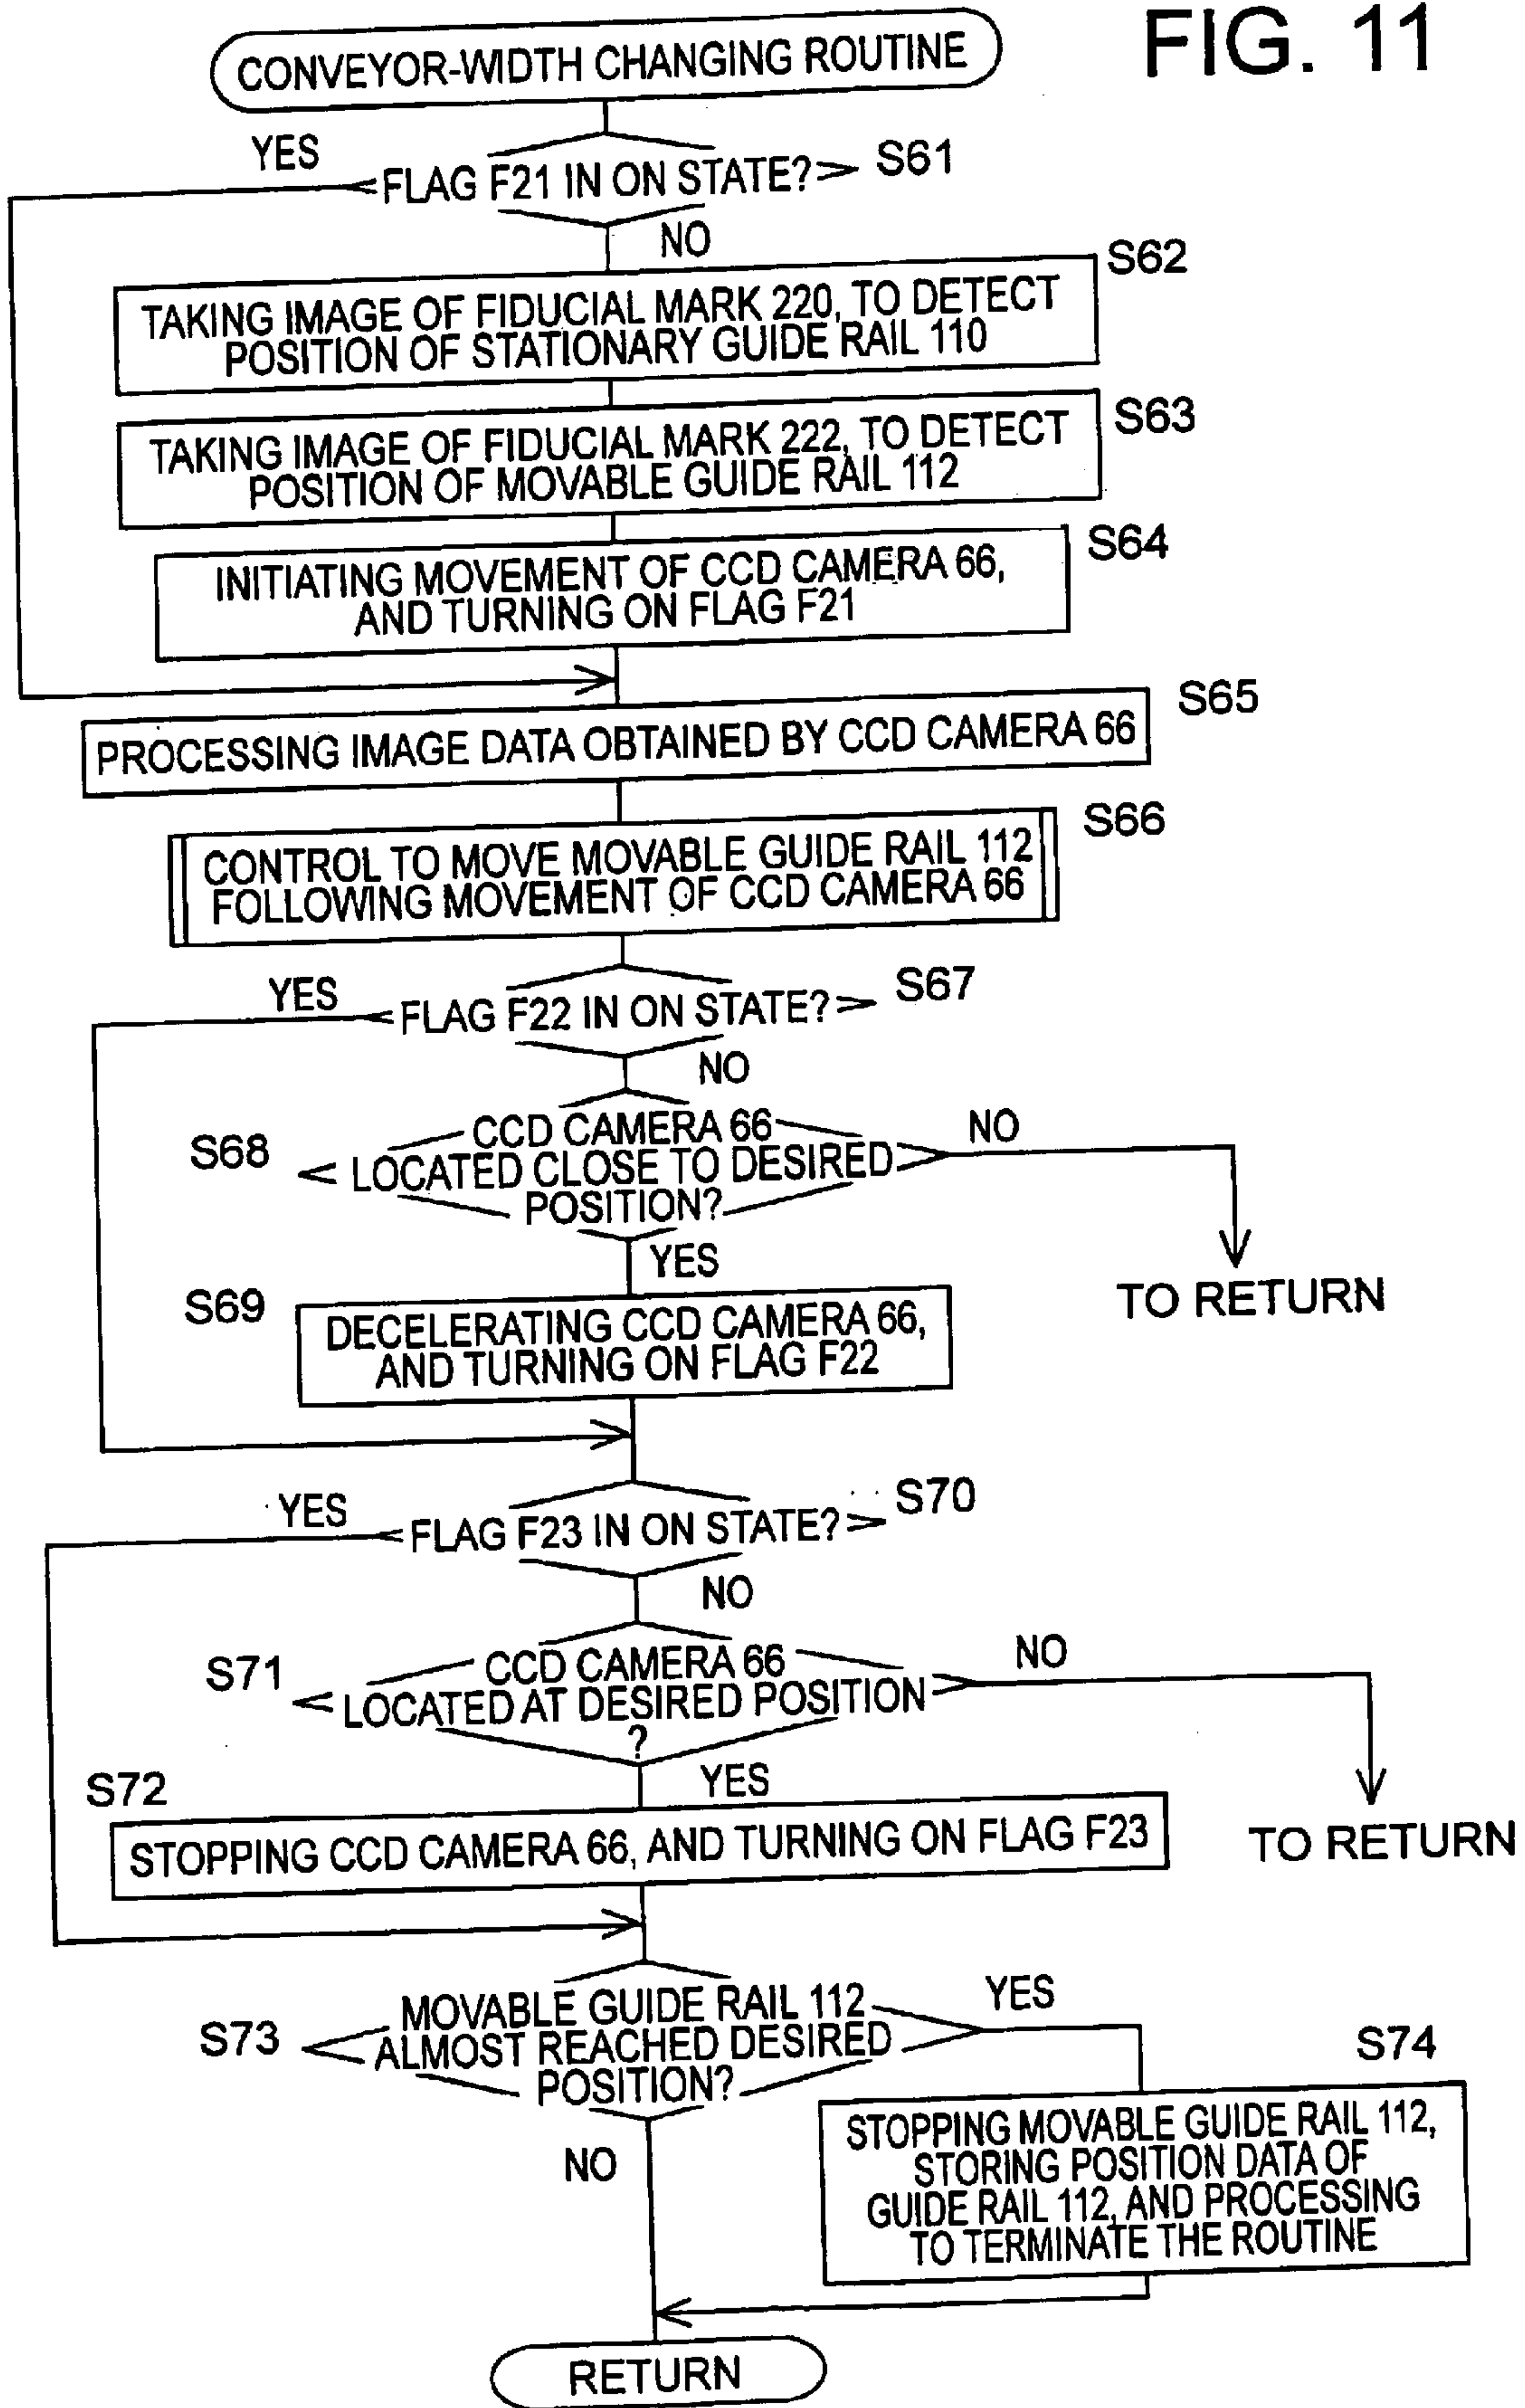 FIG. 11
CONVEYOR-WIDTH CHANGING ROUTINE
YES
FLAG F21 IN ON STATE?
S61
NO
S62
TAKING IMAGE OF FIDUCIAL MARK 220, TO DETECT
POSITION OF STATIONARY GUIDE RAIL 110
S63
TAKING IMAGE OF FIDUCIAL MARK 222, TO DETECT
POSITION OF MOVABLE GUIDE RAIL 112
S64
INITIATING MOVEMENT OF CCD CAMERA 66,
AND TURNING ON FLAG F21
S65
PROCESSING IMAGE DATA OBTAINED BY CCD CAMERA 66
S66
CONTROL TO MOVE MOVABLE GUIDE RAIL 112
FOLLOWING MOVEMENT OF CCD CAMERA 66
YES
FLAG F22 IN ON STATE?
S67
NO
S68
CCD CAMERA 66
LOCATED CLOSE TO DESIRED
POSITION?
NO
YES
TO RETURN
S69
DECELERATING CCD CAMERA 66,
AND TURNING ON FLAG F22
YES
FLAG F23 IN ON STATE?
S70
NO
S71
CCD CAMERA 66
LOCATED AT DESIRED POSITION
?
NO
YES
TO RETURN
S72
STOPPING CCD CAMERA 66, AND TURNING ON FLAG F23
S73
MOVABLE GUIDE RAIL 112
ALMOST REACHED DESIRED
POSITION?
YES
NO
S74
STOPPING MOVABLE GUIDE RAIL 112,
STORING POSITION DATA OF
GUIDE RAIL 112, AND PROCESSING
TO TERMINATE THE ROUTINE
RETURN